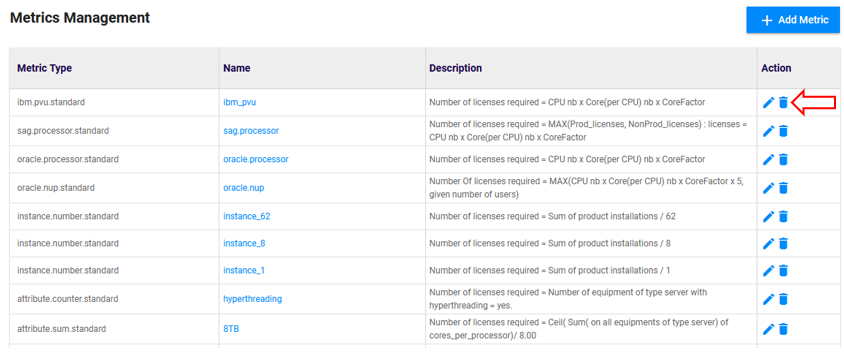 Metrics Management
+ Add Metric
Metric Type Name Description Action
ibm.pvu.standard ibm_pvu Number of licenses required = CPU nb x Core(per CPU) nb x CoreFactor
sag.processor.standard sag.processor Number of licenses required = MAX(Prod_licenses, NonProd_licenses) : licenses =
CPU nb x Core(per CPU) nb x CoreFactor
oracle.processor.standard oracle.processor Number of licenses required = CPU nb x Core(per CPU) nb x CoreFactor
oracle.nup.standard oracle.nup Number Of licenses required = MAX(CPU nb x Core(per CPU) nb x CoreFactor x 5,
given number of users)
instance.number.standard instance_62 Number of licenses required = Sum of product installations / 62
instance.number.standard instance_8 Number of licenses required = Sum of product installations / 8
instance.number.standard instance_1 Number of licenses required = Sum of product installations / 1
attribute.counter.standard hyperthreading Number of licenses required = Number of equipment of type server with
hyperthreading = yes.
attribute.sum.standard 8TB Number of licenses required = Ceil( Sum( on all equipments of type server) of
cores_per_processor)/ 8.00